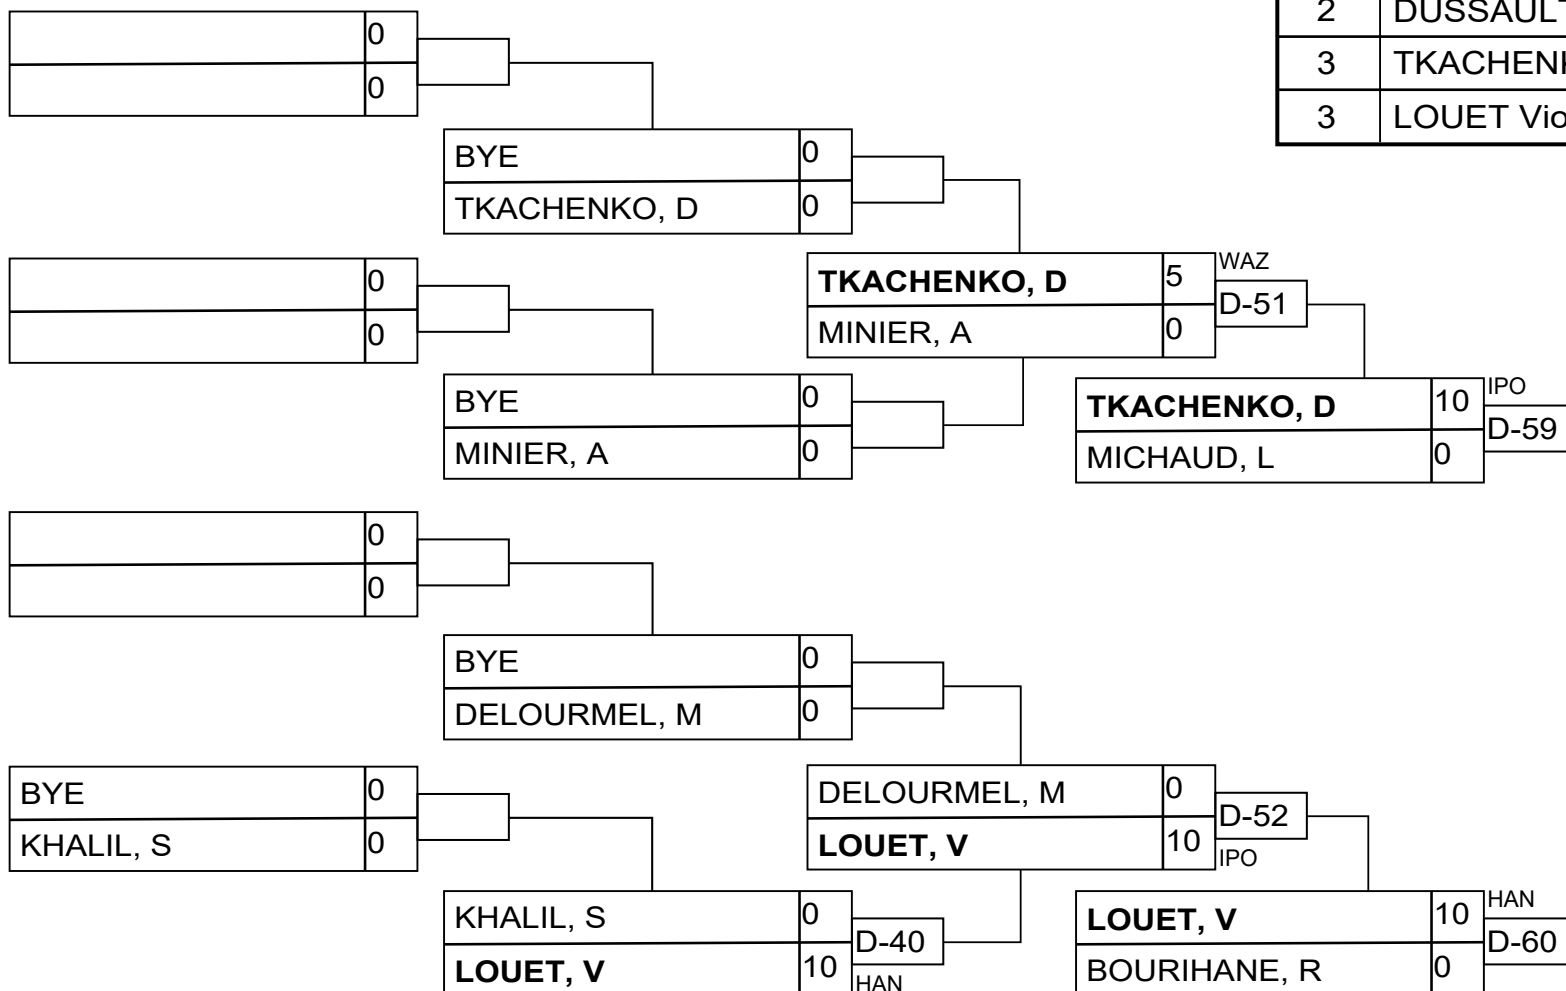 0
0
BYE 0
TKACHENKO, D 0
0
0
BYE 0
MINIER, A 0
TKACHENKO, D 5 WAZ
D-51
MINIER, A 0
TKACHENKO, D 10 IPO
D-59
MICHAUD, L 0
0
0
BYE 0
DELOURMEL, M 0
BYE 0
KHALIL, S 0
KHALIL, S 0
D-40
LOUET, V 10 HAN
DELOURMEL, M 0
D-52
LOUET, V 10 IPO
LOUET, V 10 HAN
D-60
BOURIHANE, R 0
2 DUSSAULT
3 TKACHENK
3 LOUET Vio